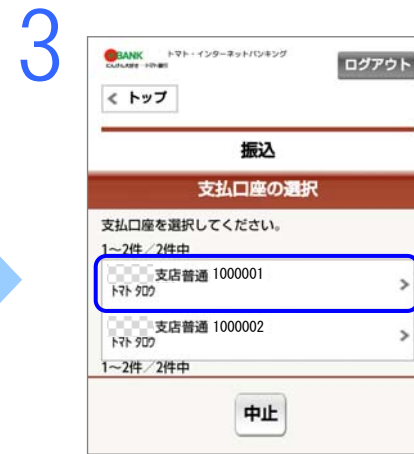 3
BANK トマト・インターネットバンキング
ログアウト
< トップ
振込
支払口座の選択
支払口座を選択してください。
1～2件／2件中
支店普通 1000001
トマト タロウ
>
支店普通 1000002
トマト タロウ
>
1～2件／2件中
中止